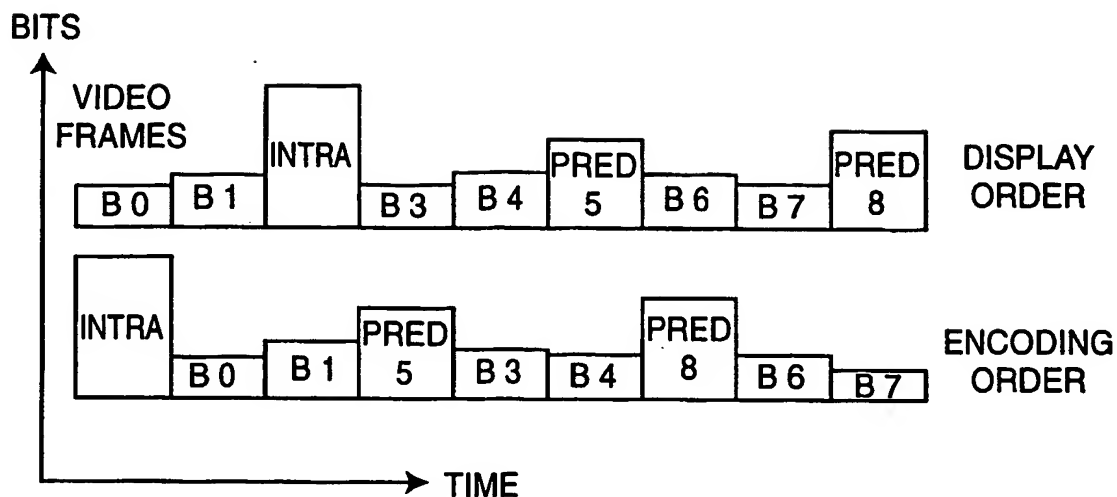 BITS
VIDEO
FRAMES
B 0 B 1 INTRA B 3 B 4 PRED 5 B 6 B 7 PRED 8
DISPLAY
ORDER
INTRA B 0 B 1 PRED 5 B 3 B 4 PRED 8 B 6 B 7
ENCODING
ORDER
TIME